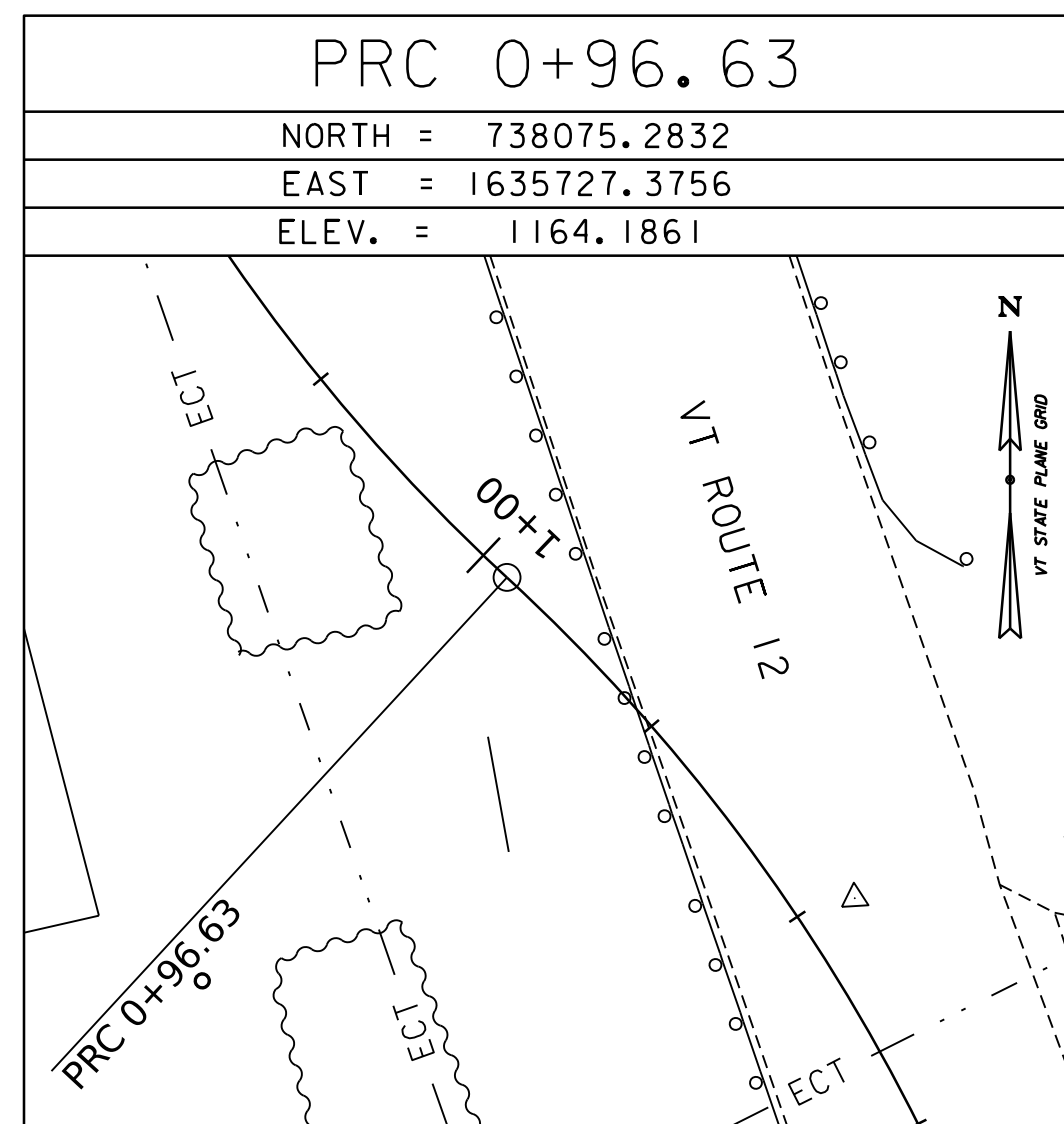 PRC 0+96.63
NORTH = 738075.2832
EAST = 1635727.3756
ELEV. = 1164.1861
N
VT STATE PLANE GRID
ECT
1+00
VT ROUTE 12
PRC 0+96.63
ECT
ECT